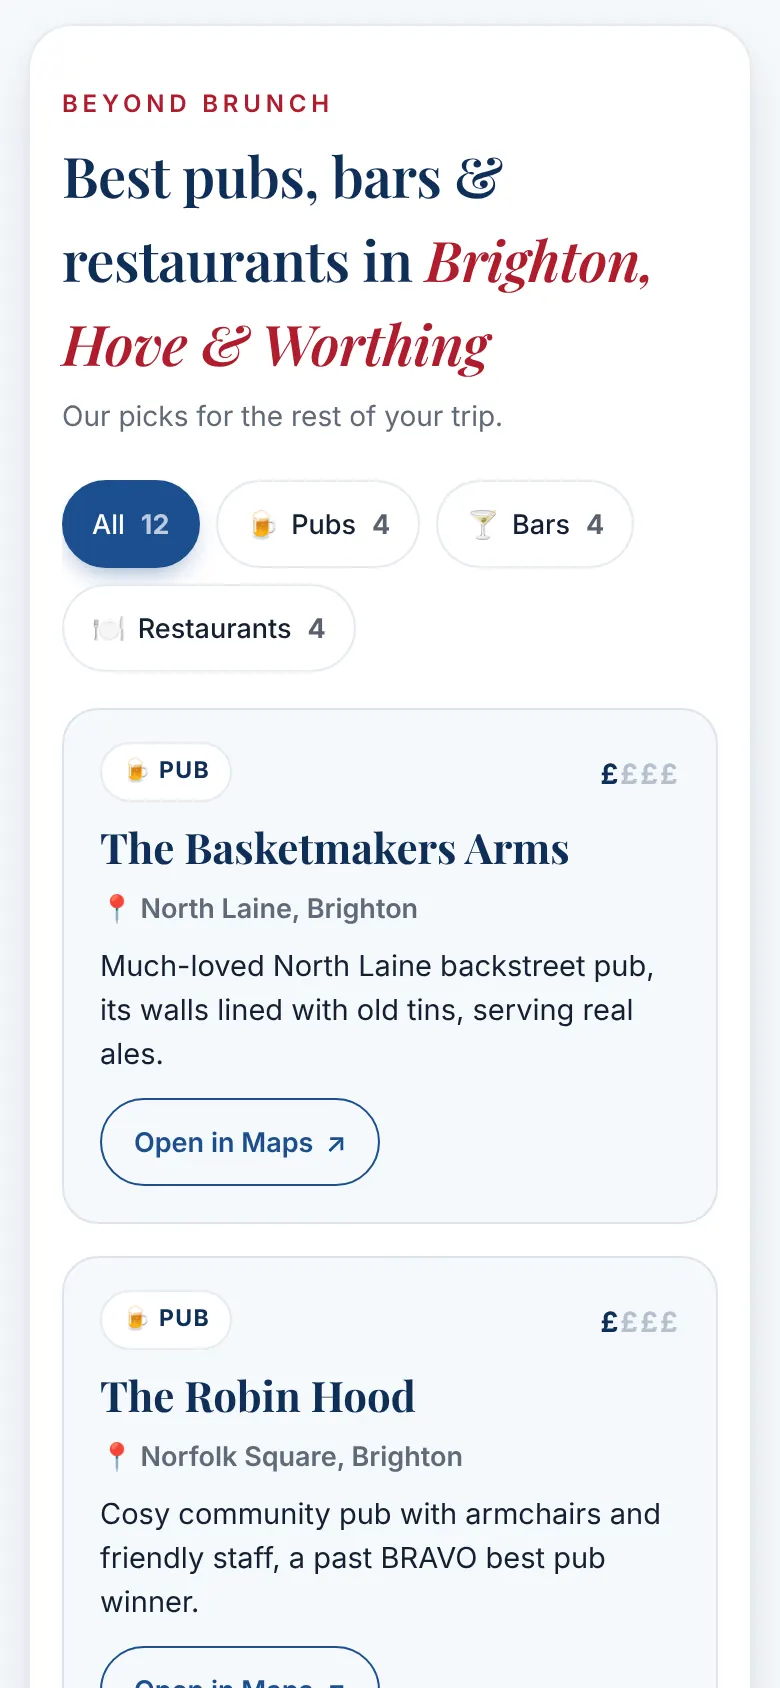 BEYOND BRUNCH
Best pubs, bars &
restaurants in Brighton,
Hove & Worthing
Our picks for the rest of your trip.
All 12
🍺 Pubs 4
🍸 Bars 4
🍽️ Restaurants 4
🍺 PUB
££££
The Basketmakers Arms
📍 North Laine, Brighton
Much-loved North Laine backstreet pub,
its walls lined with old tins, serving real
ales.
Open in Maps ↗
🍺 PUB
££££
The Robin Hood
📍 Norfolk Square, Brighton
Cosy community pub with armchairs and
friendly staff, a past BRAVO best pub
winner.
Open in Maps ↗